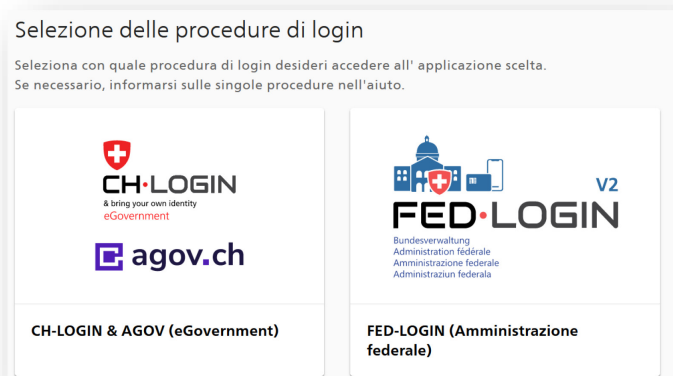 Selezione delle procedure di login
Seleziona con quale procedura di login desideri accedere all' applicazione scelta.
Se necessario, informarsi sulle singole procedure nell'aiuto.
CH·LOGIN
& bring your own identity
eGovernment
agov.ch
CH-LOGIN & AGOV (eGovernment)
V2
FED·LOGIN
Bundesverwaltung
Administration fédérale
Amministrazione federale
Administraziun federala
FED-LOGIN (Amministrazione
federale)